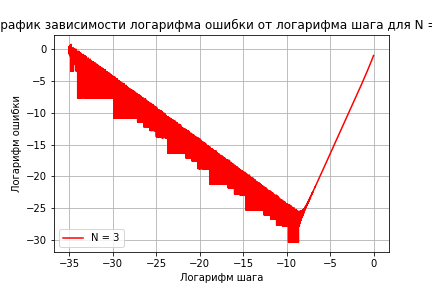 рафик зависимости логарифма ошибки от логарифма шага для N =
Логарифм ошибки
0
−5
−10
−15
−20
−25
−30
N = 3
−35 −30 −25 −20 −15 −10 −5 0
Логарифм шага